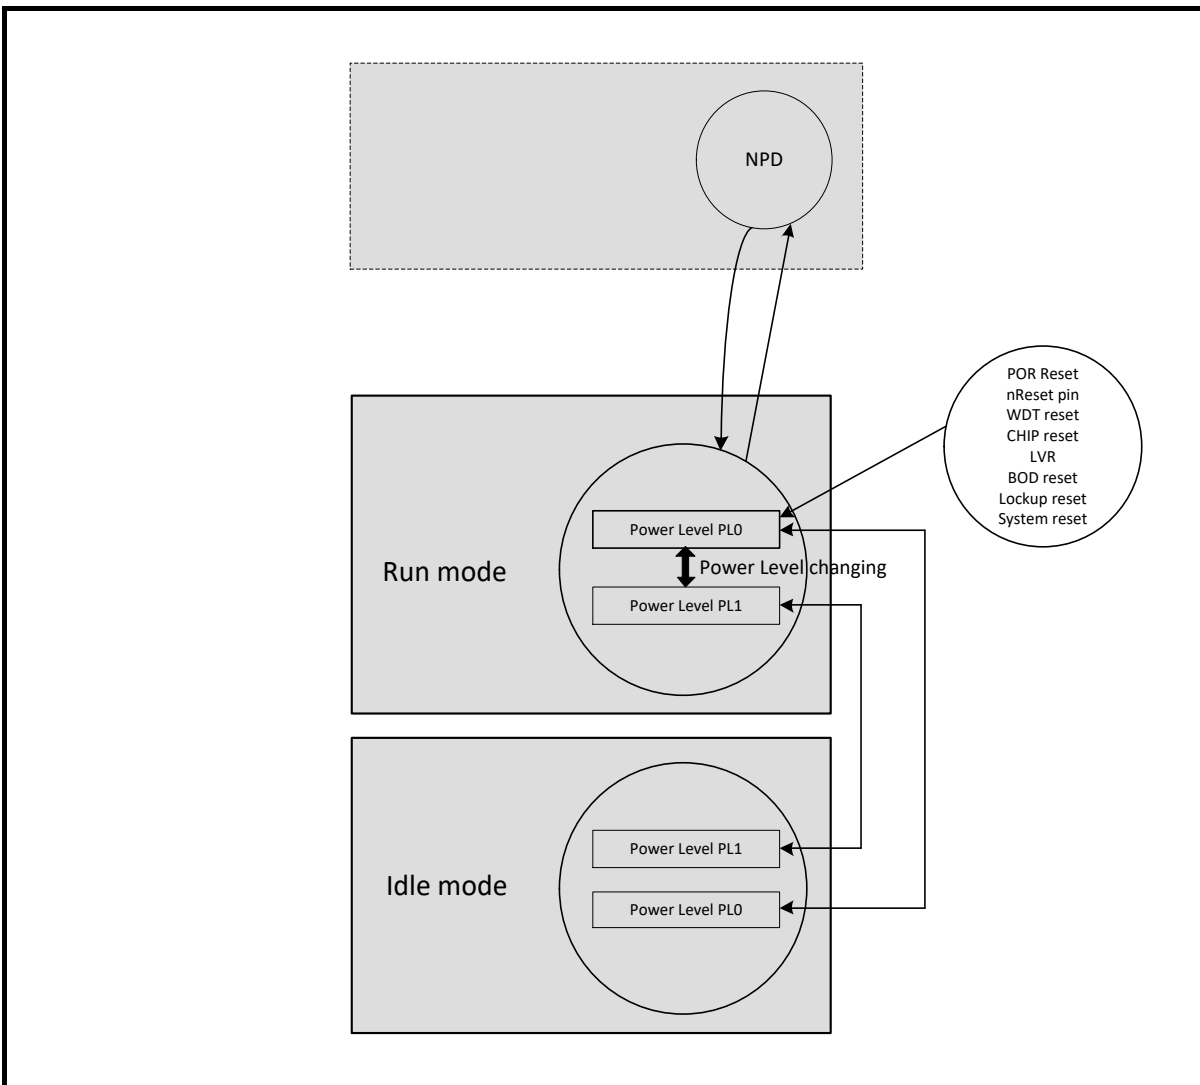 NPD
POR Reset
nReset pin
WDT reset
CHIP reset
LVR
BOD reset
Lockup reset
System reset
Run mode
Power Level PL0
Power Level changing
Power Level PL1
Idle mode
Power Level PL1
Power Level PL0